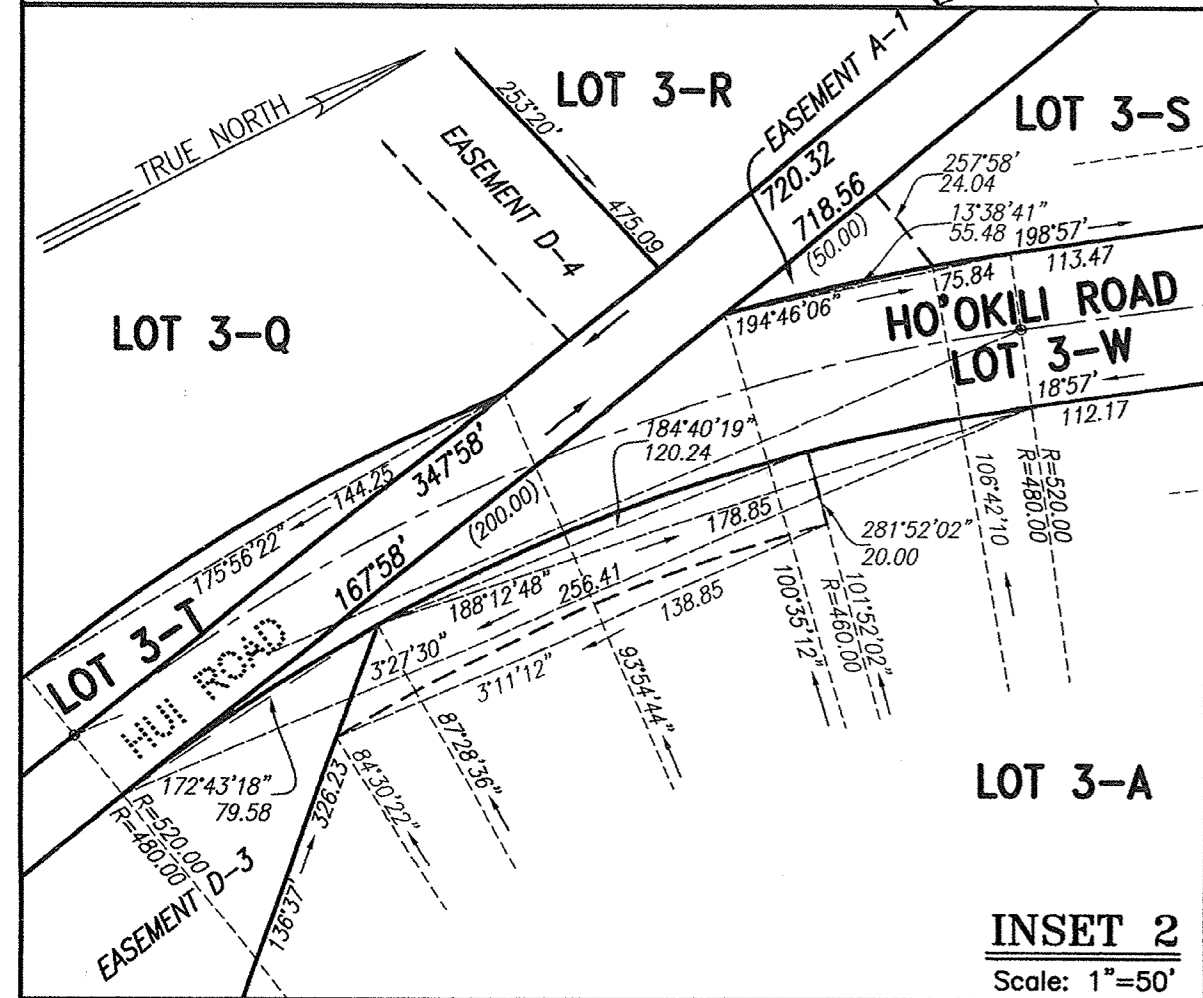 LOT 3-R
EASEMENT A-1
LOT 3-S
TRUE NORTH
253°20'
475.09
EASEMENT D-4
720.32
718.56
(50.00)
257°58'
24.04
13°38'41"
55.48
198°57'
113.47
75.84
194°46'06"
HO'OKILI ROAD
LOT 3-W
18°57'
112.17
LOT 3-Q
184°40'19"
120.24
144.25
347°58'
175°56'22"
(200.00)
178.85
167°58'
188°12'48"
256.41
138.85
281°52'02"
20.00
106°42'10
R=520.00
R=480.00
100°35'12"
101°52'02"
R=460.00
LOT 3-T
HUI ROAD
3°27'30"
3°11'12"
93°54'44"
87°28'36"
84°30'22"
172°43'18"
79.58
R=520.00
R=480.00
EASEMENT D-3
136°37'
326.23
LOT 3-A
INSET 2
Scale: 1"=50'